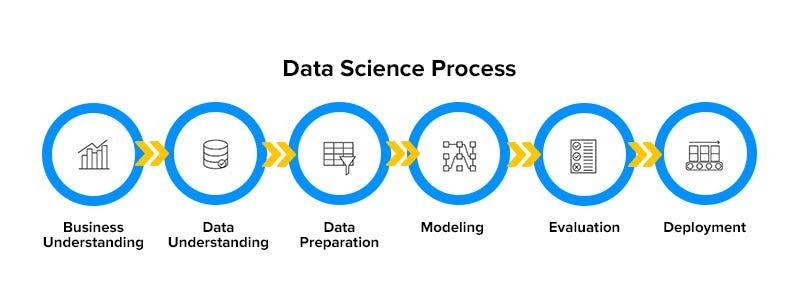 Data Science Process
Business
Understanding
Data
Understanding
Data
Preparation
Modeling
Evaluation
Deployment